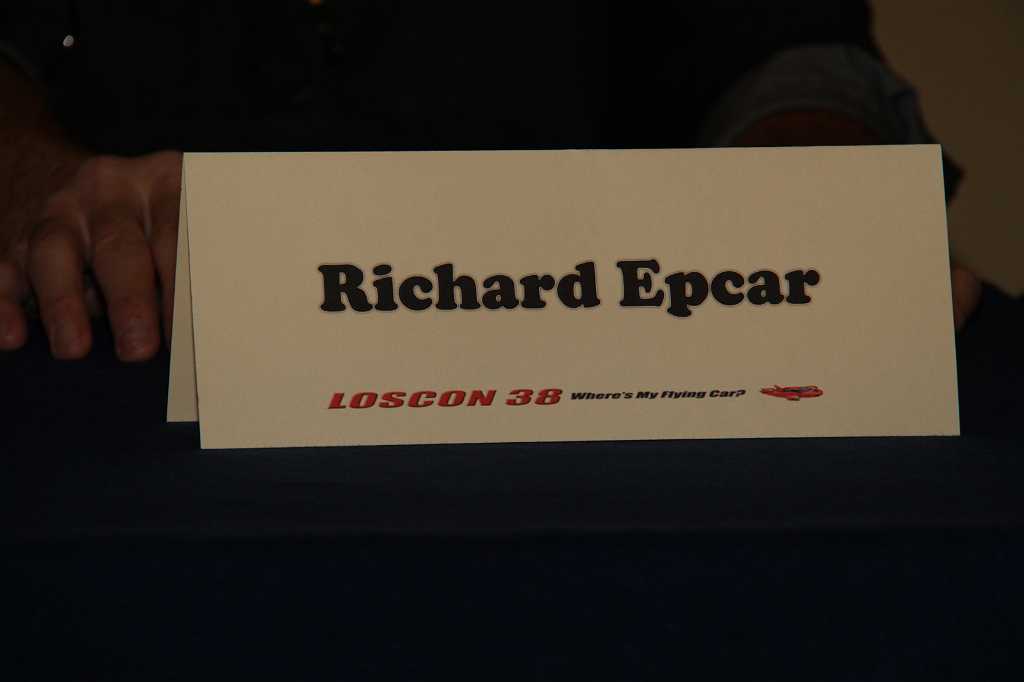 Richard Epcar
LOSCON 38 Where's My Flying Car?